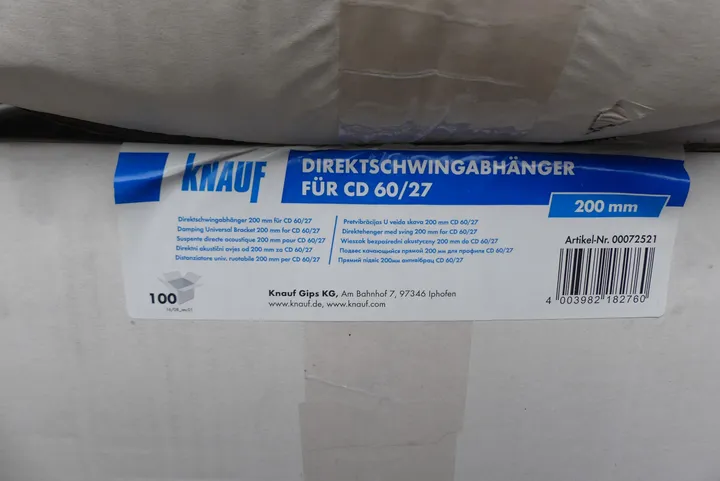 KNAUF
DIREKTSCHWINGABHÄNGER
FÜR CD 60/27
200 mm
Direktschwingabhänger 200 mm für CD 60/27
Damping Universal Bracket 200 mm for CD 60/27
Suspente directe acoustique 200 mm pour CD 60/27
Direktni akustilni ovjes od 200 mm za CD 60/27
Distanziatore univ. ruotabile 200 mm per CD 60/27
Pretvibrācijas U veida skava 200 mm CD 60/27
Direktehenger med sving 200 mm for CD 60/27
Wieszak bezpośredni akustyczny 200 mm do CD 60/27
Подвес качающийся прямой 200 мм для профиля CD 60/27
Прямий підвіс 200мм антивібрац CD 60/27
Artikel-Nr. 00072521
4 003982 182760
100
Knauf Gips KG, Am Bahnhof 7, 97346 Iphofen
www.knauf.de, www.knauf.com